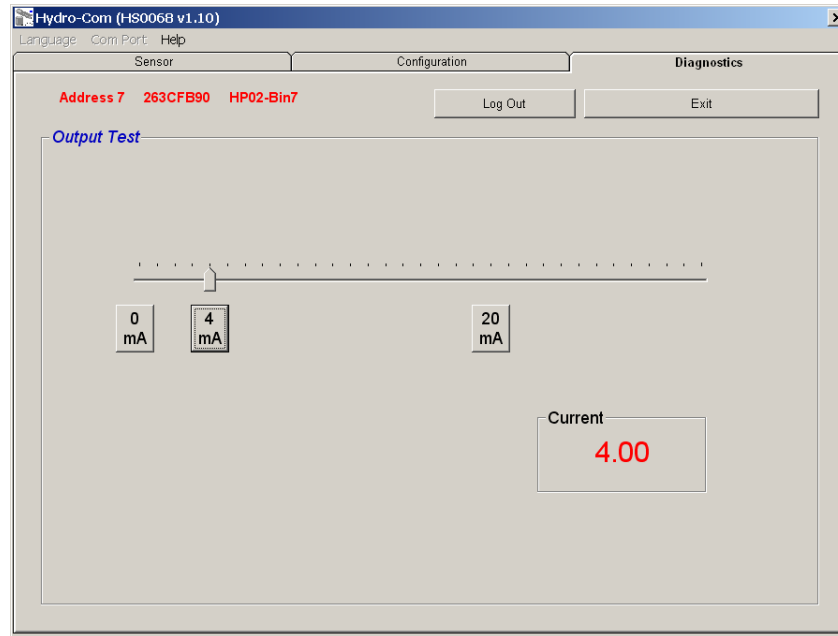 Hydro-Com (HS0068 v1.10)
Language Com Port Help
Sensor Configuration Diagnostics
Address 7 263CFB90 HP02-Bin7 Log Out Exit
Output Test
0 mA
4 mA
20 mA
Current
4.00